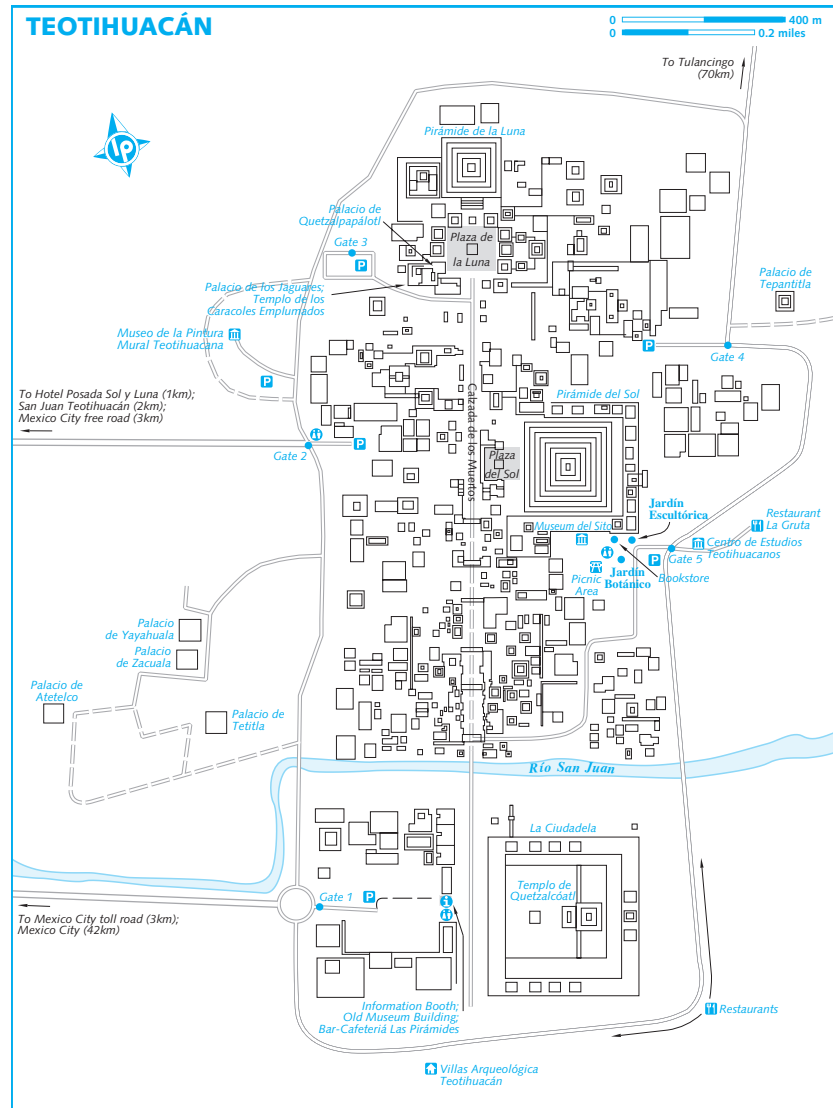 TEOTIHUACÁN
0 400 m
0 0.2 miles
To Tulancingo
(70km)
lp
Pirámide de la Luna
Palacio de
Quetzalpapálotl
Plaza de
la Luna
Gate 3
P
Palacio de los Jaguares;
Templo de los
Caracoles Emplumados
Palacio de
Tepantitla
Museo de la Pintura
Mural Teotihuacana
P
P
Gate 4
To Hotel Posada Sol y Luna (1km);
San Juan Teotihuacán (2km);
Mexico City free road (3km)
Pirámide del Sol
Calzada de los Muertos
P
Gate 2
Plaza
del Sol
Jardín
Escultórica
Restaurant
La Gruta
Museum del Sito
Centro de Estudios
Teotihuacanos
P
Gate 5
Picnic
Area
Jardín
Botánico
Bookstore
Palacio
de Yayahuala
Palacio
de Zacuala
Palacio de
Atetelco
Palacio de
Tetitla
Río San Juan
La Ciudadela
Templo de
Quetzalcóatl
P
Gate 1
i
To Mexico City toll road (3km);
Mexico City (42km)
Information Booth;
Old Museum Building;
Bar-Cafeteriá Las Pirámides
Restaurants
Villas Arqueológica
Teotihuacán